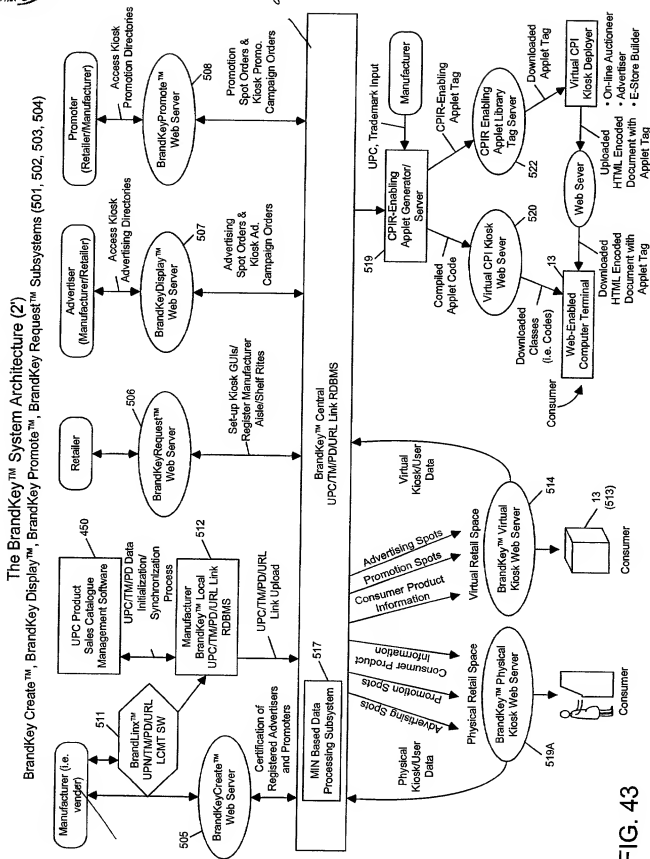 The BrandKey™ System Architecture (2')
BrandKey Create™, BrandKey Display™, BrandKey Promote™, BrandKey Request™ Subsystems (501, 502, 503, 504)
Manufacturer (i.e.
vender)
UPC Product
Sales Catalogue
Management Software
450
Retailer
Advertiser
(Manufacturer/Retailer)
Promoter
(Retailer/Manufacturer)
511
BrandLinx™
UPN/TM/PD/URL
LCMT SW
UPC/TM/PD/URL Data
Initialization/
Synchronization
Process
506
Access Kiosk
Advertising Directories
Access Kiosk
Promotion Directories
505
BrandKeyCreate™
Web Server
Manufacturer
BrandKey™ Local
UPC/TM/PD/URL Link
RDBMS
512
BrandKeyRequest™
Web Server
BrandKeyDisplay™
Web Server
507
BrandKeyPromote™
Web Server
508
Certification of
Registered Advertisers
and Promoters
UPC/TM/PD/URL
Link Upload
Set-up Kiosk GUIs/
Register Manufacturer
Aisle/Shelf Rites
Advertising
Spot Orders &
Kiosk Ad.
Campaign Orders
Promotion
Spot Orders &
Kiosk Promo.
Campaign Orders
MIN Based Data
Processing Subsystem
517
BrandKey™ Central
UPC/TM/PD/URL Link RDBMS
Physical
Kiosk/User
Data
Advertising Spots
Promotion Spots
Consumer Product
Information
Physical Retail Space
BrandKey™ Physical
Kiosk Web Server
519A
Consumer
Advertising Spots
Promotion Spots
Consumer Product
Information
Virtual Retail Space
Virtual
Kiosk/User
Data
BrandKey™ Virtual
Kiosk Web Server
514
13
(513)
Consumer
UPC, Trademark Input
Manufacturer
519
CPIR-Enabling
Applet Generator/
Server
CPIR-Enabling
Applet Tag
Compiled
Applet Code
CPIR Enabling
Applet Library
Tag Server
522
Virtual CPI Kiosk
Web Sever
520
Downloaded
Applet Tag
Downloaded
Classes
(i.e. Codes)
13
Web-Enabled
Computer Terminal
Web Sever
Virtual CPI
Kiosk Deployer
• On-line Auctioneer
• Advertiser
• E-Store Builder
Consumer
Downloaded
HTML Encoded
Document with
Applet Tag
Uploaded
HTML Encoded
Document with
Applet Tag
FIG. 43